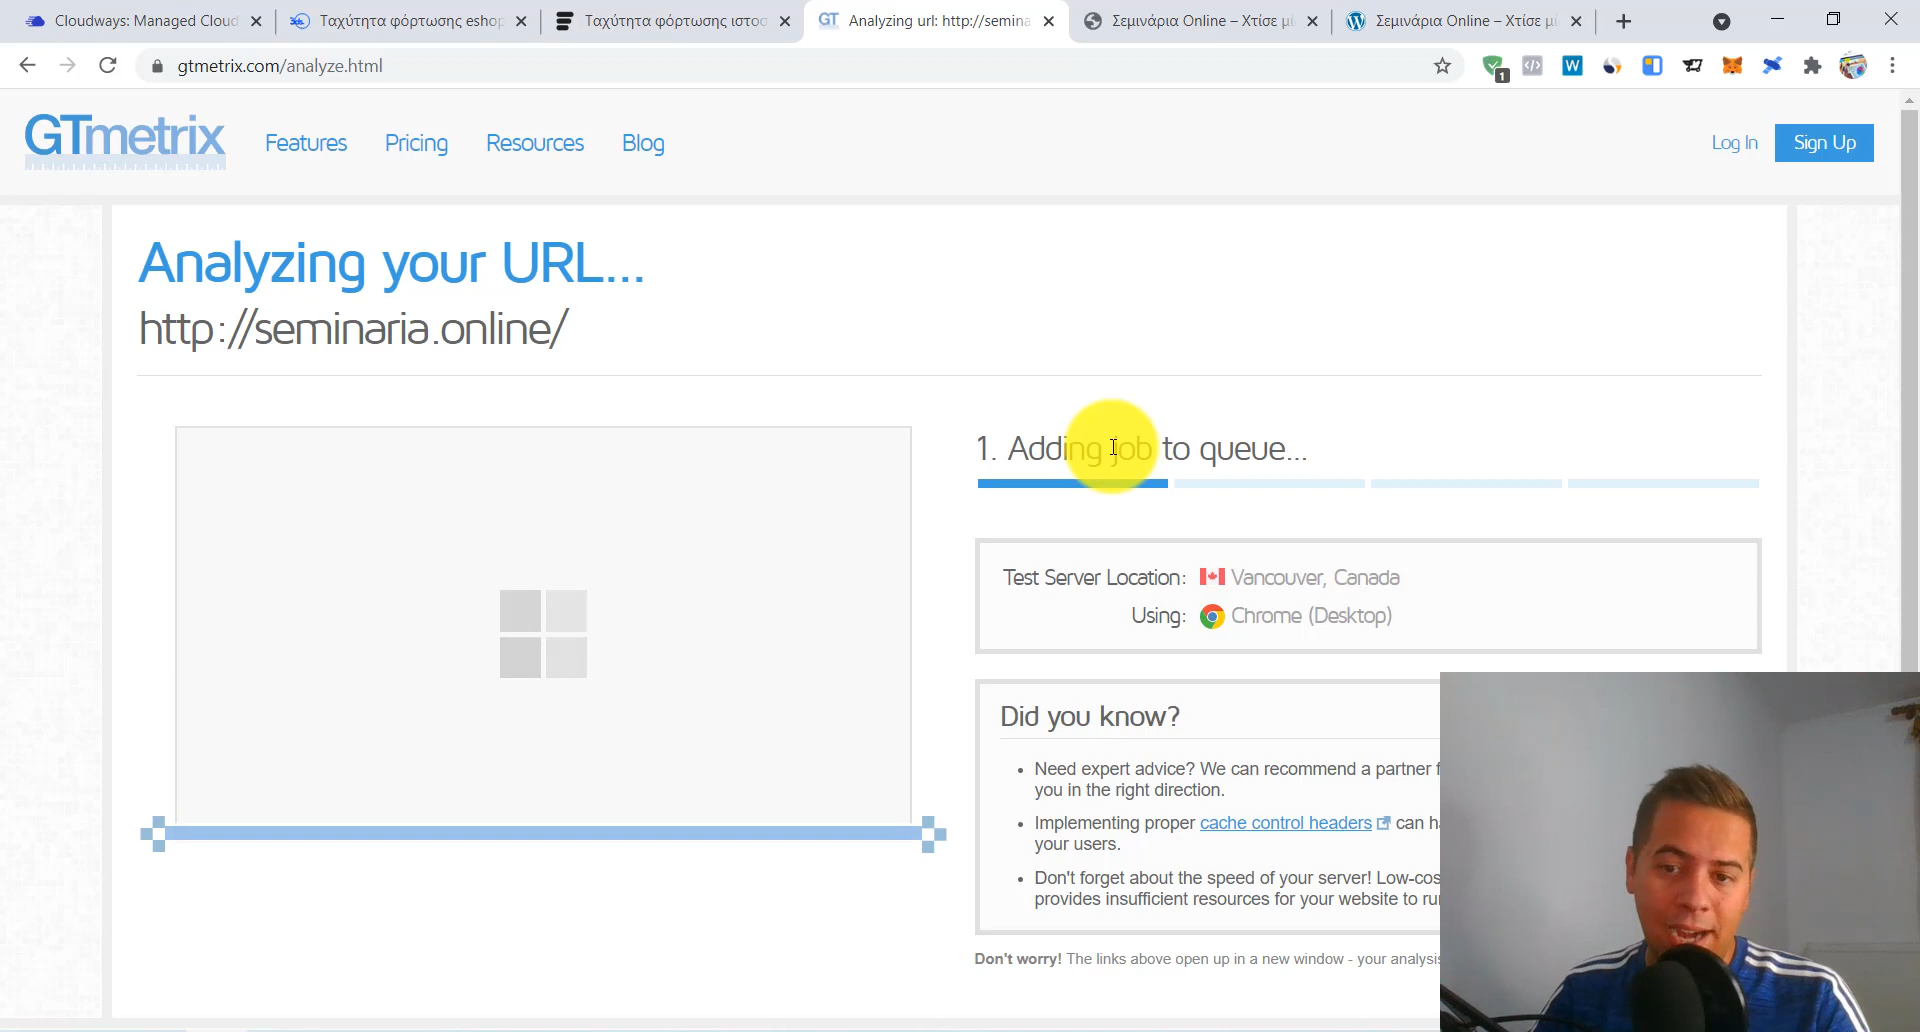 Cloudways: Managed Cloud
Ταχύτητα φόρτωσης eshop
Ταχύτητα φόρτωσης ιστοσ
GT Analyzing url: http://semina
Σεμινάρια Online – Χτίσε μί
Σεμινάρια Online – Χτίσε μί
gtmetrix.com/analyze.html
1
W
GTmetrix
Features
Pricing
Resources
Blog
Log In
Sign Up
Analyzing your URL...
http://seminaria.online/
1. Adding job to queue...
Test Server Location: Vancouver, Canada
Using: Chrome (Desktop)
Did you know?
Need expert advice? We can recommend a partner
you in the right direction.
Implementing proper cache control headers can
your users.
Don't forget about the speed of your server! Low-cos
provides insufficient resources for your website to
Don't worry! The links above open up in a new window - your analysis